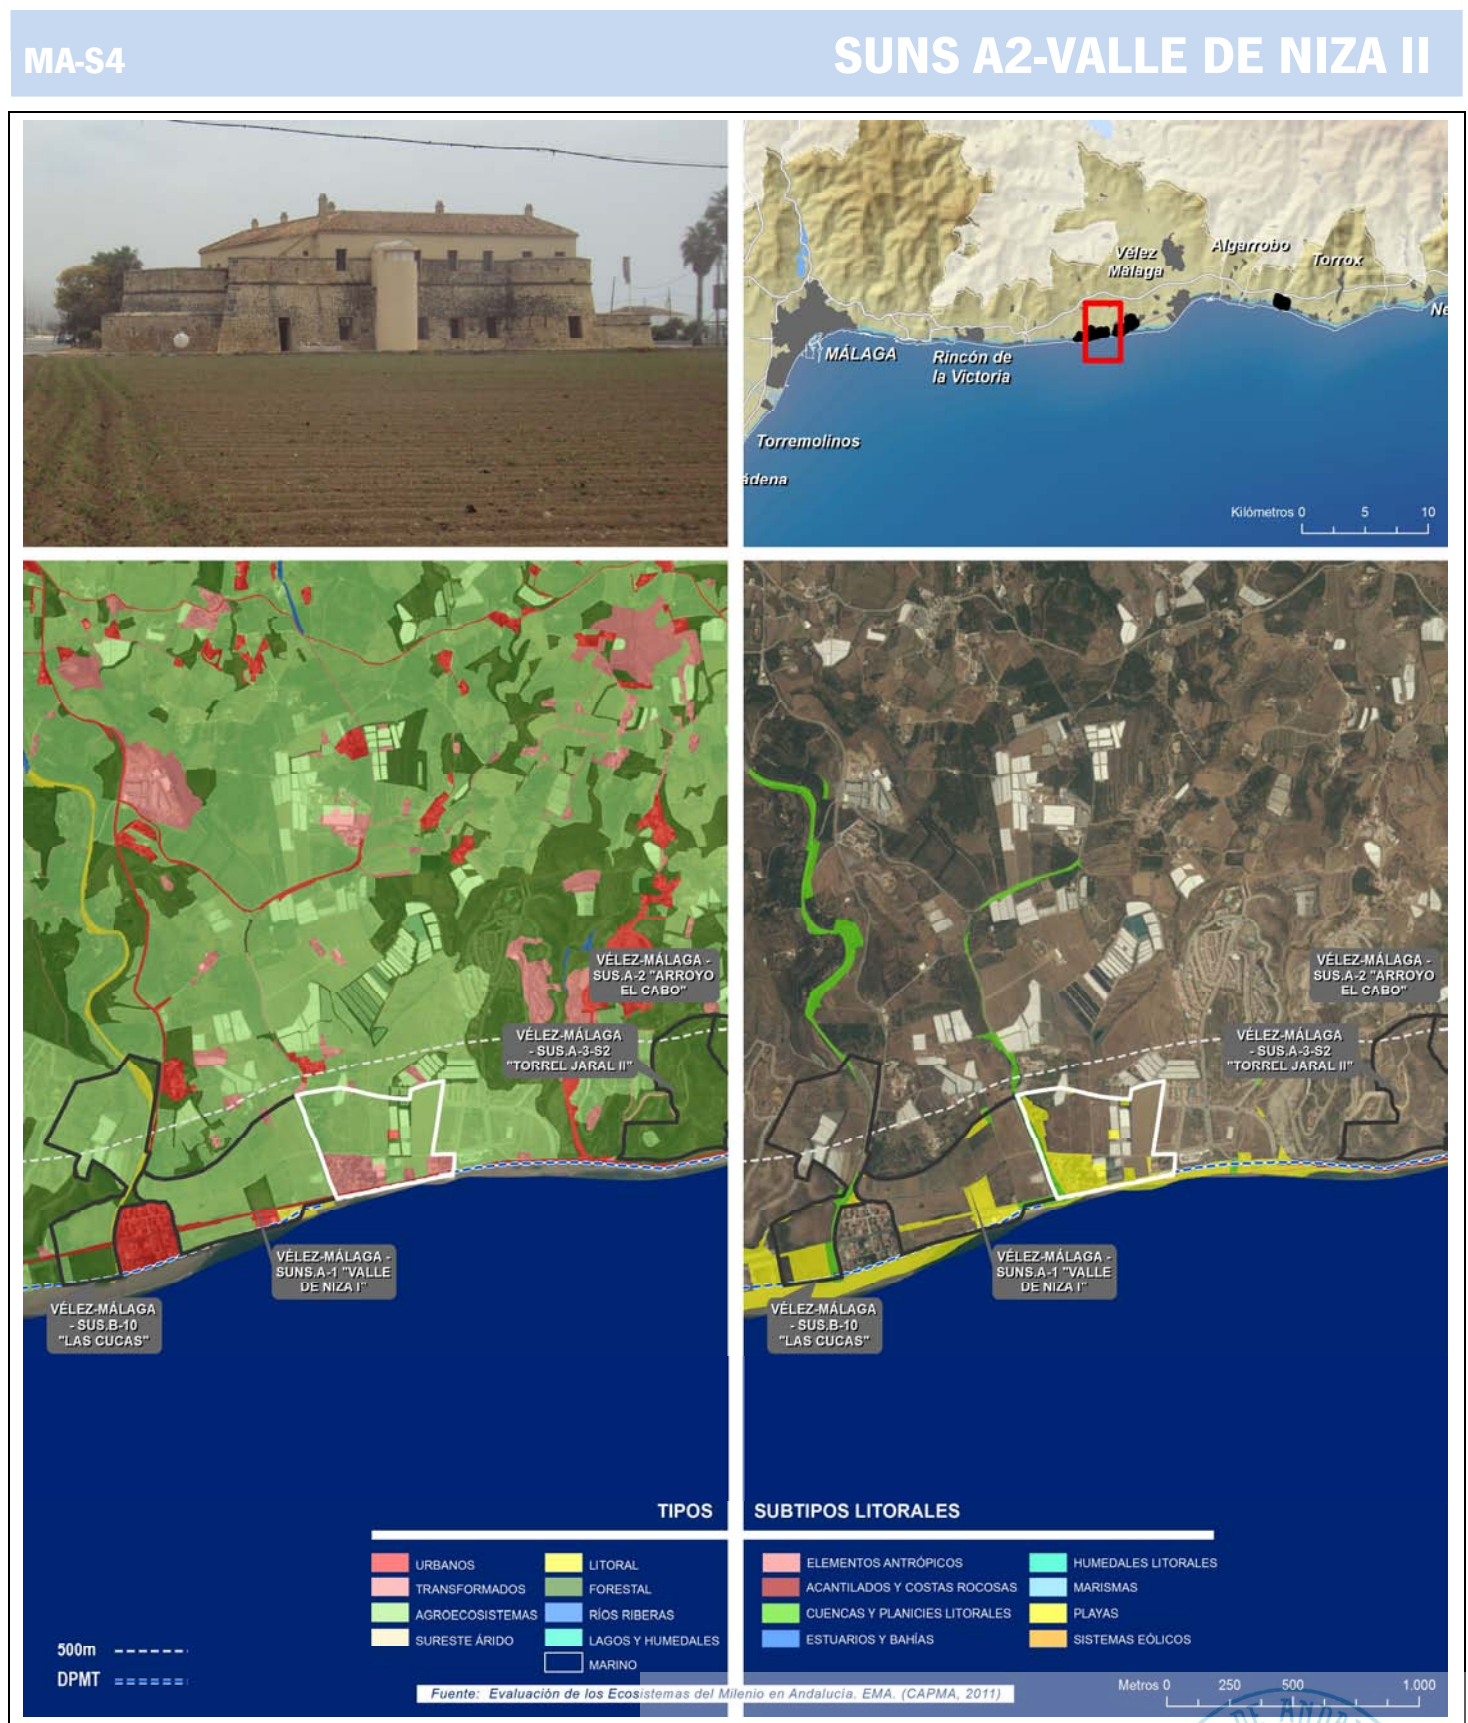 MA-S4
SUNS A2-VALLE DE NIZA II
Vélez
Málaga
Algarrobo
Torrox
Ne
MÁLAGA
Rincón de
la Victoria
Torremolinos
ádena
Kilómetros 0 5 10
VÉLEZ-MÁLAGA -
SUS.A-2 "ARROYO
EL CABO"
VÉLEZ-MÁLAGA
- SUS.A-3-S2
"TORREL JARAL II"
VÉLEZ-MÁLAGA -
SUNS.A-1 "VALLE
DE NIZA I"
VÉLEZ-MÁLAGA
- SUS.B-10
"LAS CUCAS"
VÉLEZ-MÁLAGA -
SUS.A-2 "ARROYO
EL CABO"
VÉLEZ-MÁLAGA
- SUS.A-3-S2
"TORREL JARAL II"
VÉLEZ-MÁLAGA -
SUNS.A-1 "VALLE
DE NIZA I"
VÉLEZ-MÁLAGA
- SUS.B-10
"LAS CUCAS"
TIPOS
URBANOS
TRANSFORMADOS
AGROECOSISTEMAS
SURESTE ÁRIDO
LITORAL
FORESTAL
RÍOS RIBERAS
LAGOS Y HUMEDALES
MARINO
500m
DPMT
SUBTIPOS LITORALES
ELEMENTOS ANTRÓPICOS
ACANTILADOS Y COSTAS ROCOSAS
CUENCAS Y PLANICIES LITORALES
ESTUARIOS Y BAHÍAS
HUMEDALES LITORALES
MARISMAS
PLAYAS
SISTEMAS EÓLICOS
Fuente: Evaluación de los Ecosistemas del Milenio en Andalucía. EMA. (CAPMA, 2011)
Metros 0 250 500 1.000
DE ANDA